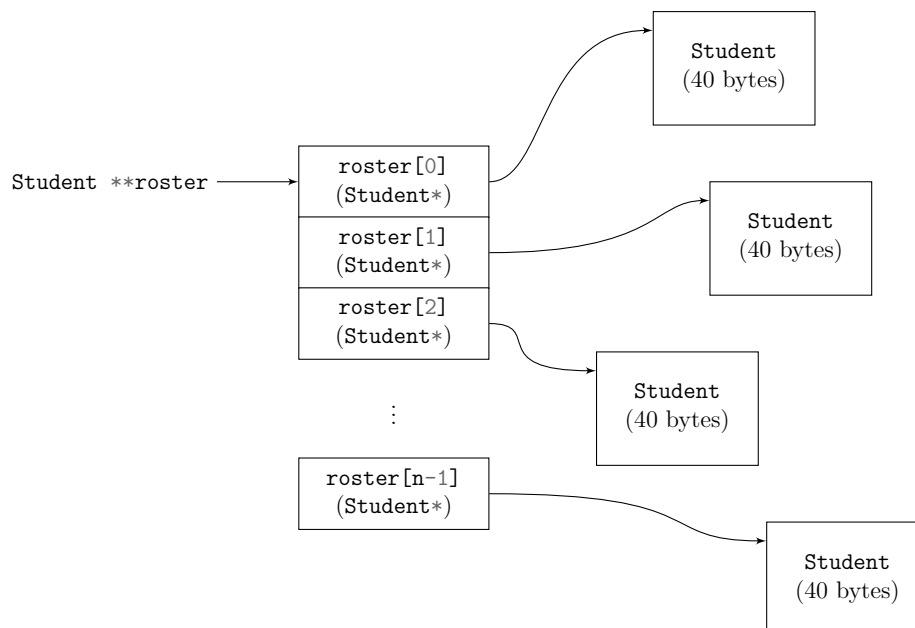 Student
(40 bytes)
Student **roster
roster[0]
(Student*)
roster[1]
(Student*)
Student
(40 bytes)
roster[2]
(Student*)
Student
(40 bytes)
⋮
roster[n-1]
(Student*)
Student
(40 bytes)